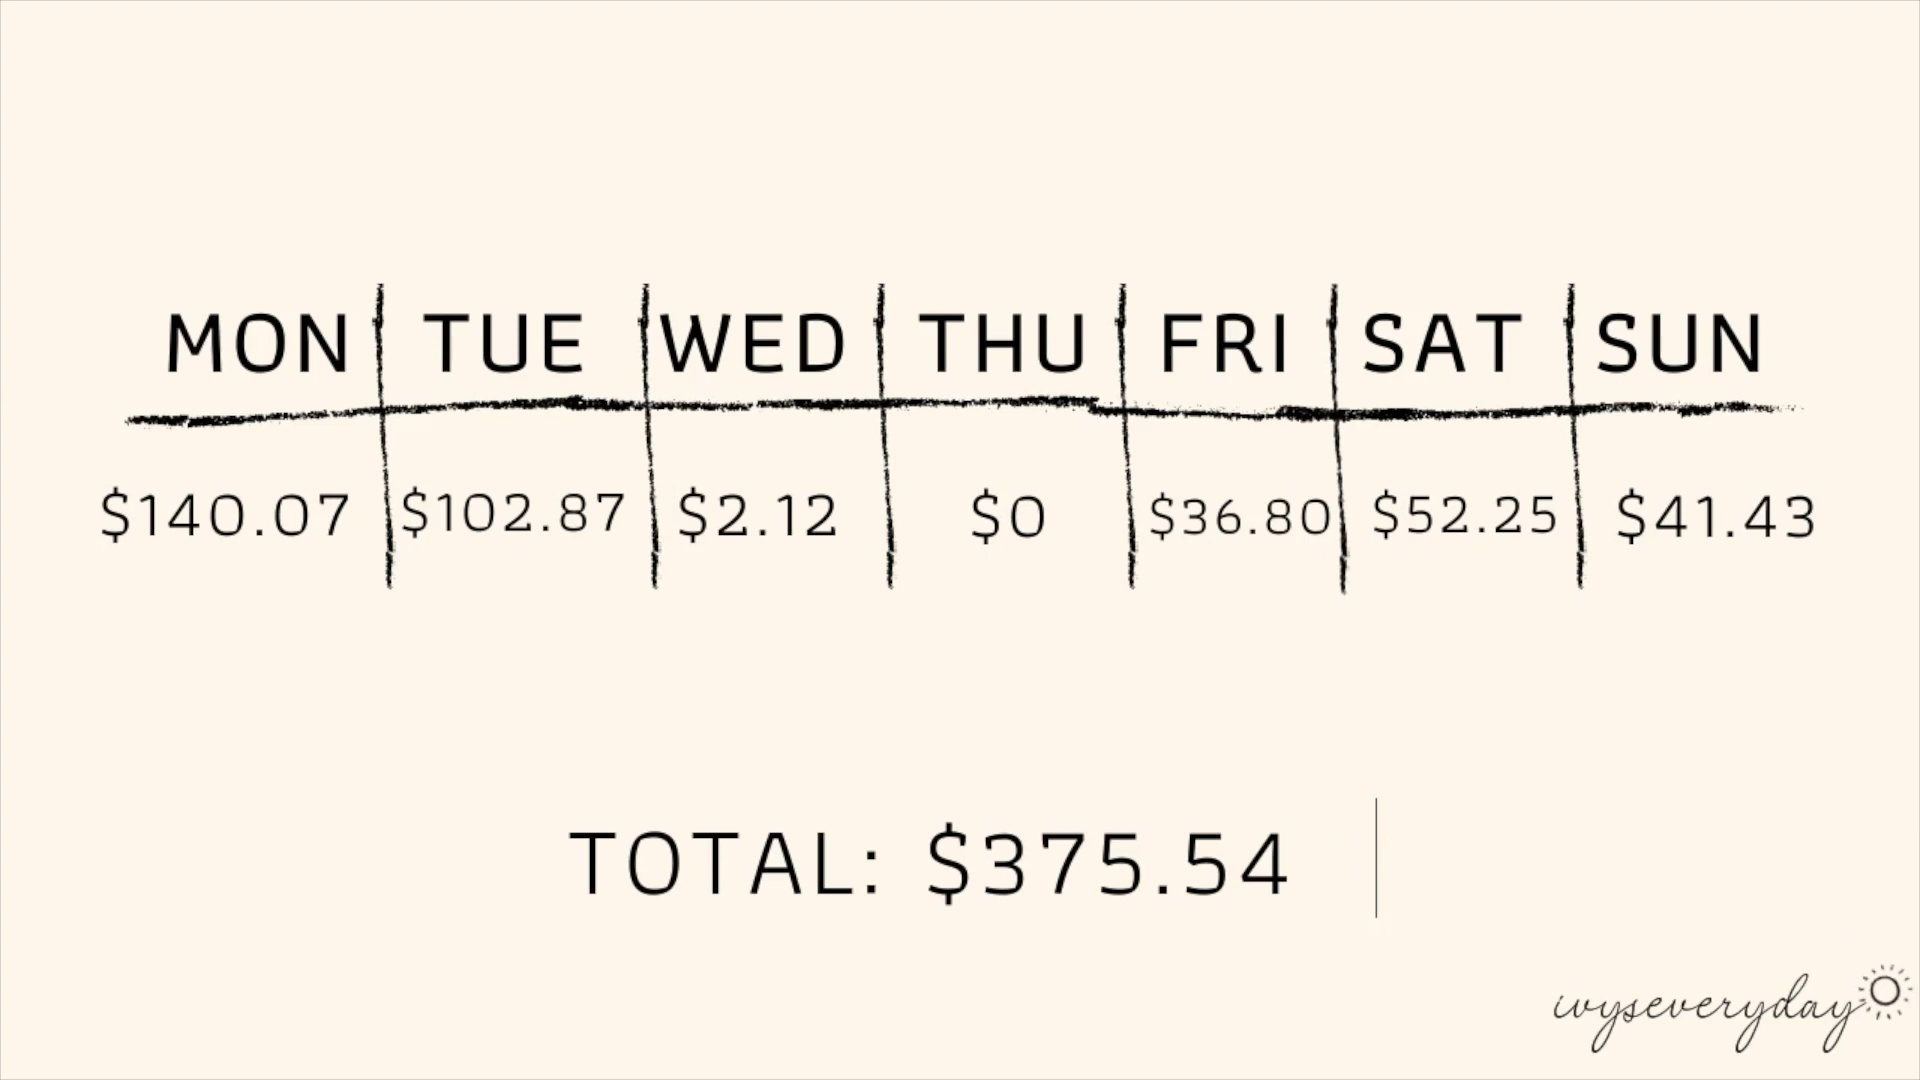 MON TUE WED THU FRI SAT SUN
$140.07 $102.87 $2.12 $0 $36.80 $52.25 $41.43
TOTAL: $375.54
ivyseveryday